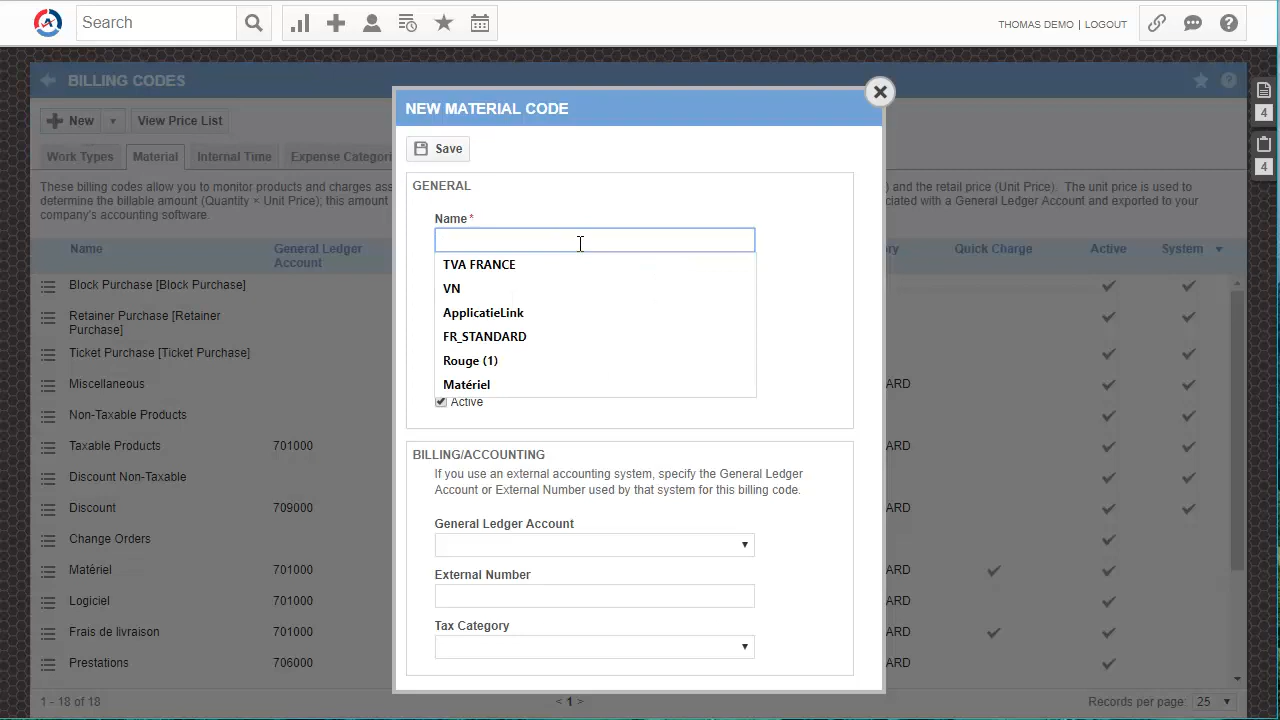 Search
THOMAS DEMO | LOGOUT
BILLING CODES
New
View Price List
Work Types
Material
Internal Time
Expense Categori
These billing codes allow you to monitor products and charges ass
) and the retail price (Unit Price). The unit price is used to
determine the billable amount (Quantity × Unit Price); this amount
ociated with a General Ledger Account and exported to your
company's accounting software.
Name
General Ledger
Account
ry
Quick Charge
Active
System
Block Purchase [Block Purchase]
Retainer Purchase [Retainer
Purchase]
Ticket Purchase [Ticket Purchase]
Miscellaneous
ARD
Non-Taxable Products
ARD
Taxable Products
701000
ARD
Discount Non-Taxable
ARD
Discount
709000
ARD
Change Orders
Matériel
701000
ARD
Logiciel
701000
ARD
Frais de livraison
701000
ARD
Prestations
706000
ARD
1 - 18 of 18
< 1 >
Records per page: 25
4
4
NEW MATERIAL CODE
Save
GENERAL
Name*
TVA FRANCE
VN
ApplicatieLink
FR_STANDARD
Rouge (1)
Matériel
Active
BILLING/ACCOUNTING
If you use an external accounting system, specify the General Ledger
Account or External Number used by that system for this billing code.
General Ledger Account
External Number
Tax Category